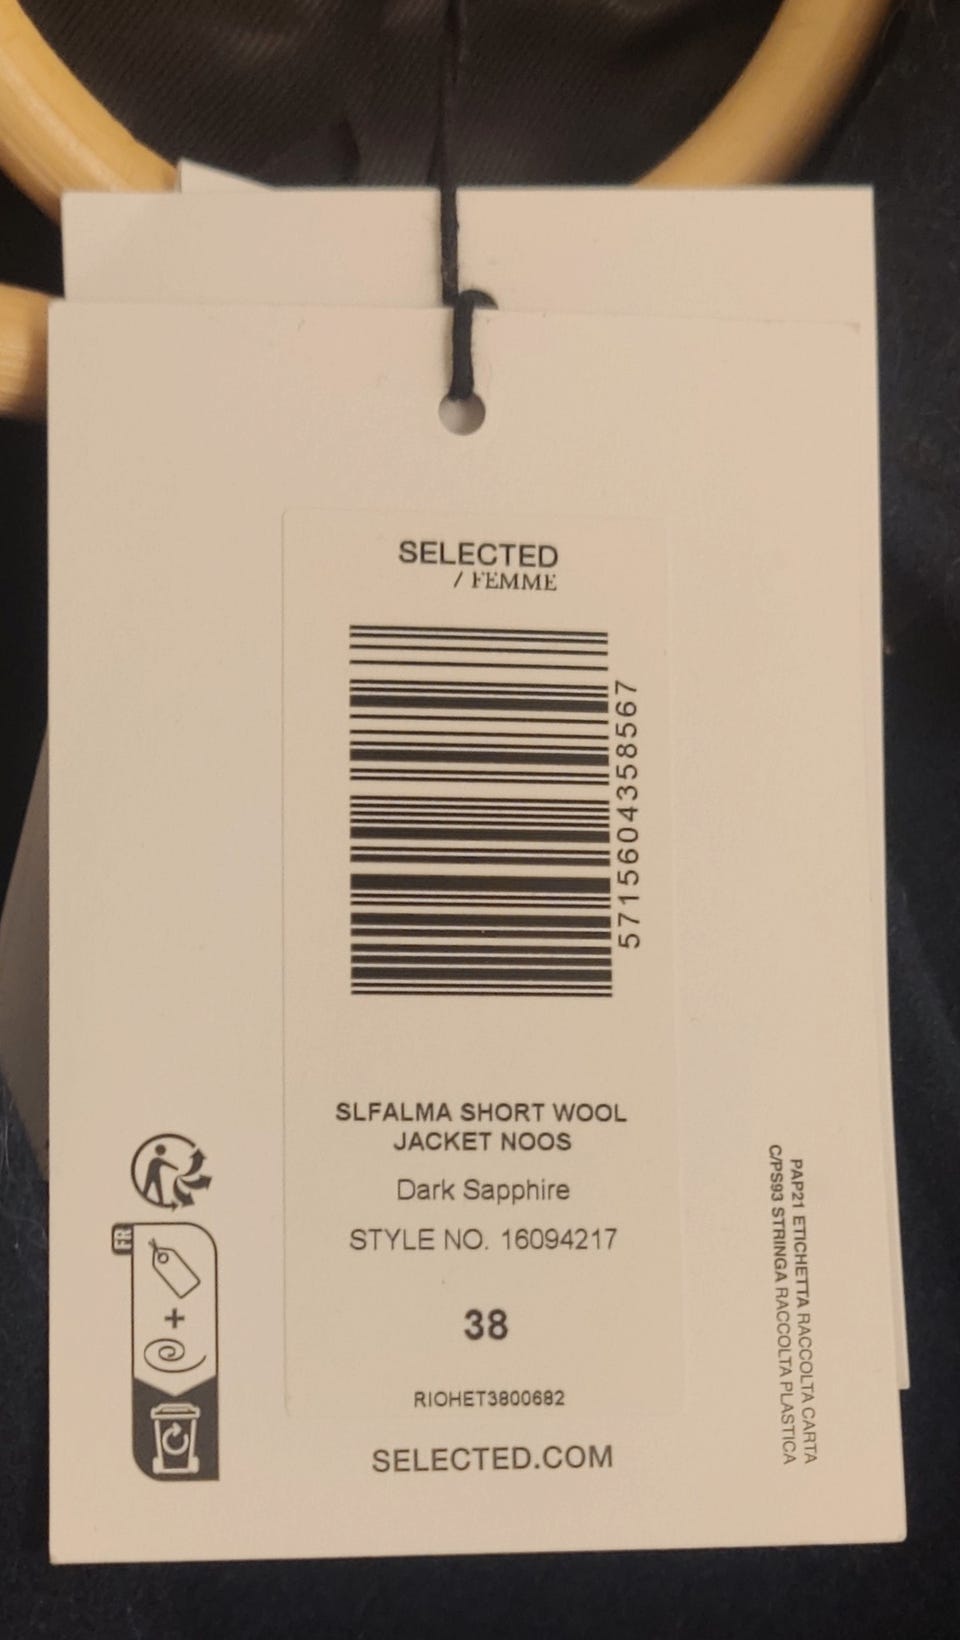 SELECTED
/ FEMME
5715604358567
SLFALMA SHORT WOOL
JACKET NOOS
Dark Sapphire
STYLE NO. 16094217
38
RIOHET3800682
SELECTED.COM
FR
PAP21 ETICHETTA RACCOLTA CARTA
C/PS93 STRINGA RACCOLTA PLASTICA